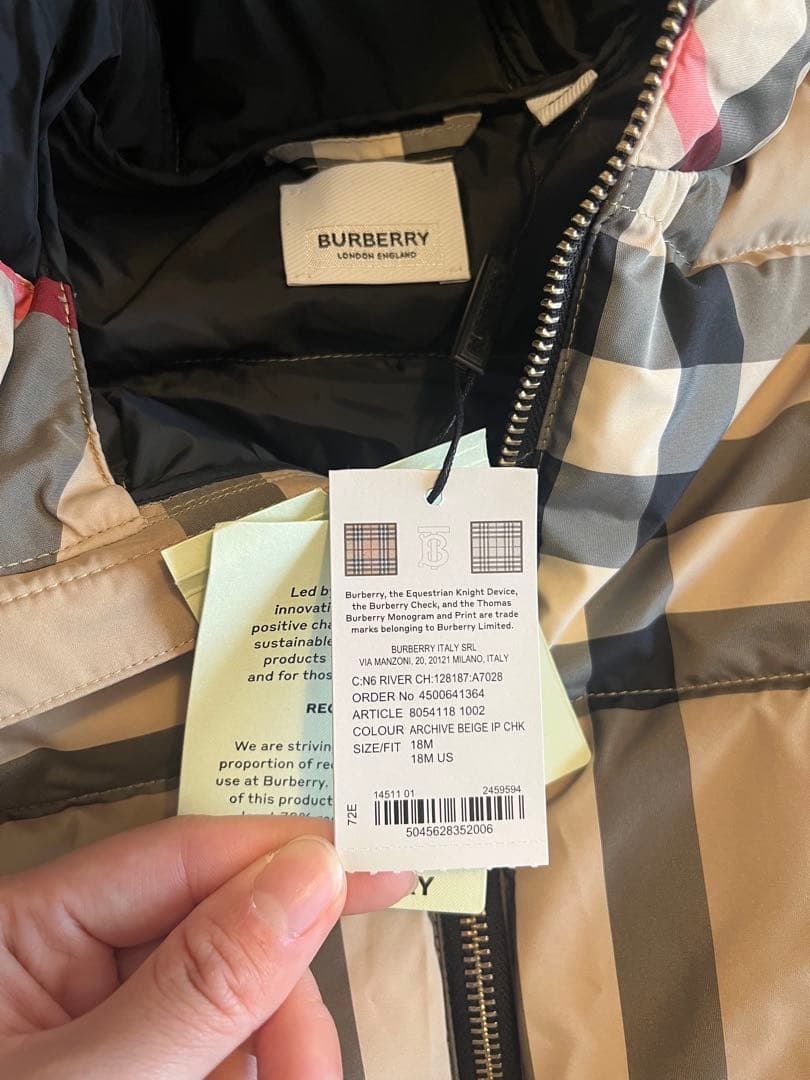 BURBERRY
LONDON ENGLAND
Burberry, the Equestrian Knight Device,
the Burberry Check, and the Thomas
Burberry Monogram and Print are trade
marks belonging to Burberry Limited.
BURBERRY ITALY SRL
VIA MANZONI, 20, 20121 MILANO, ITALY
C:N6 RIVER CH:128187:A7028
ORDER No 4500641364
ARTICLE 8054118 1002
COLOUR ARCHIVE BEIGE IP CHK
SIZE/FIT 18M
18M US
72E
14511 01 2459594
5045628352006
Led b
innovati
positive cha
sustainable
products
and for thos
REC
We are strivin
proportion of re
use at Burberry.
of this product
RY